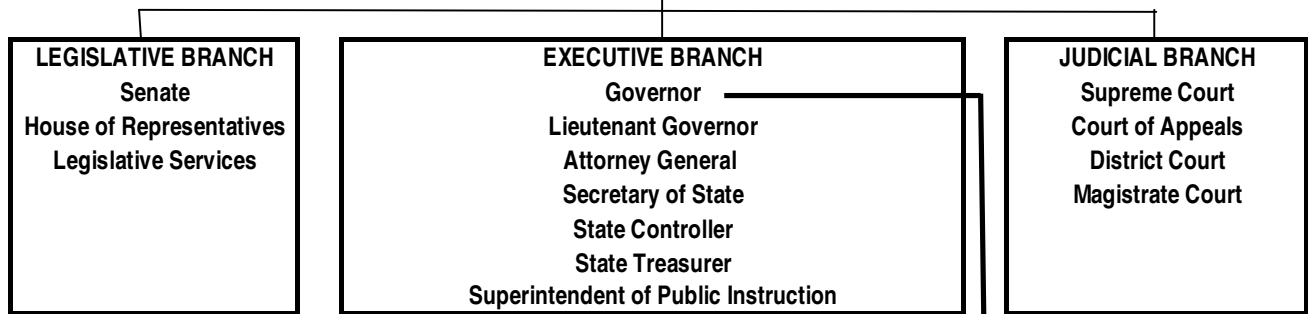 LEGISLATIVE BRANCH
Senate
House of Representatives
Legislative Services
EXECUTIVE BRANCH
Governor
Lieutenant Governor
Attorney General
Secretary of State
State Controller
State Treasurer
Superintendent of Public Instruction
JUDICIAL BRANCH
Supreme Court
Court of Appeals
District Court
Magistrate Court